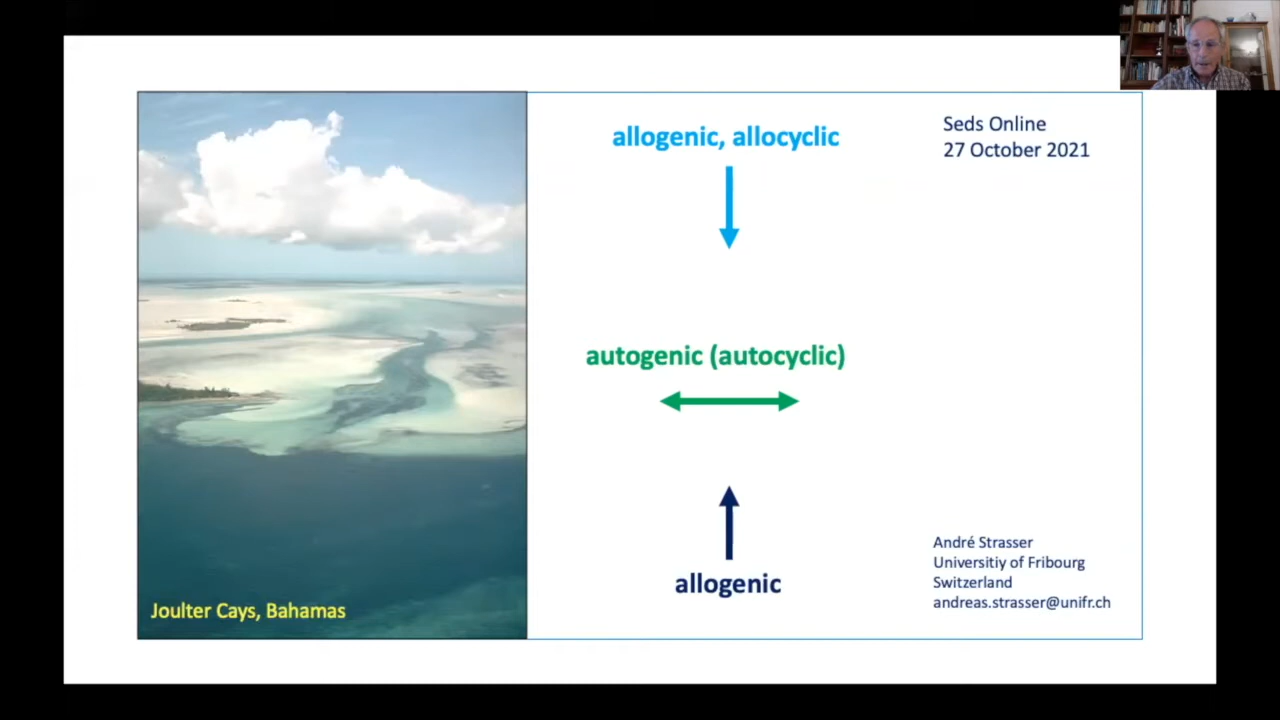 allogenic, allocyclic
Seds Online
27 October 2021
autogenic (autocyclic)
allogenic
André Strasser
Universitiy of Fribourg
Switzerland
andreas.strasser@unifr.ch
Joulter Cays, Bahamas